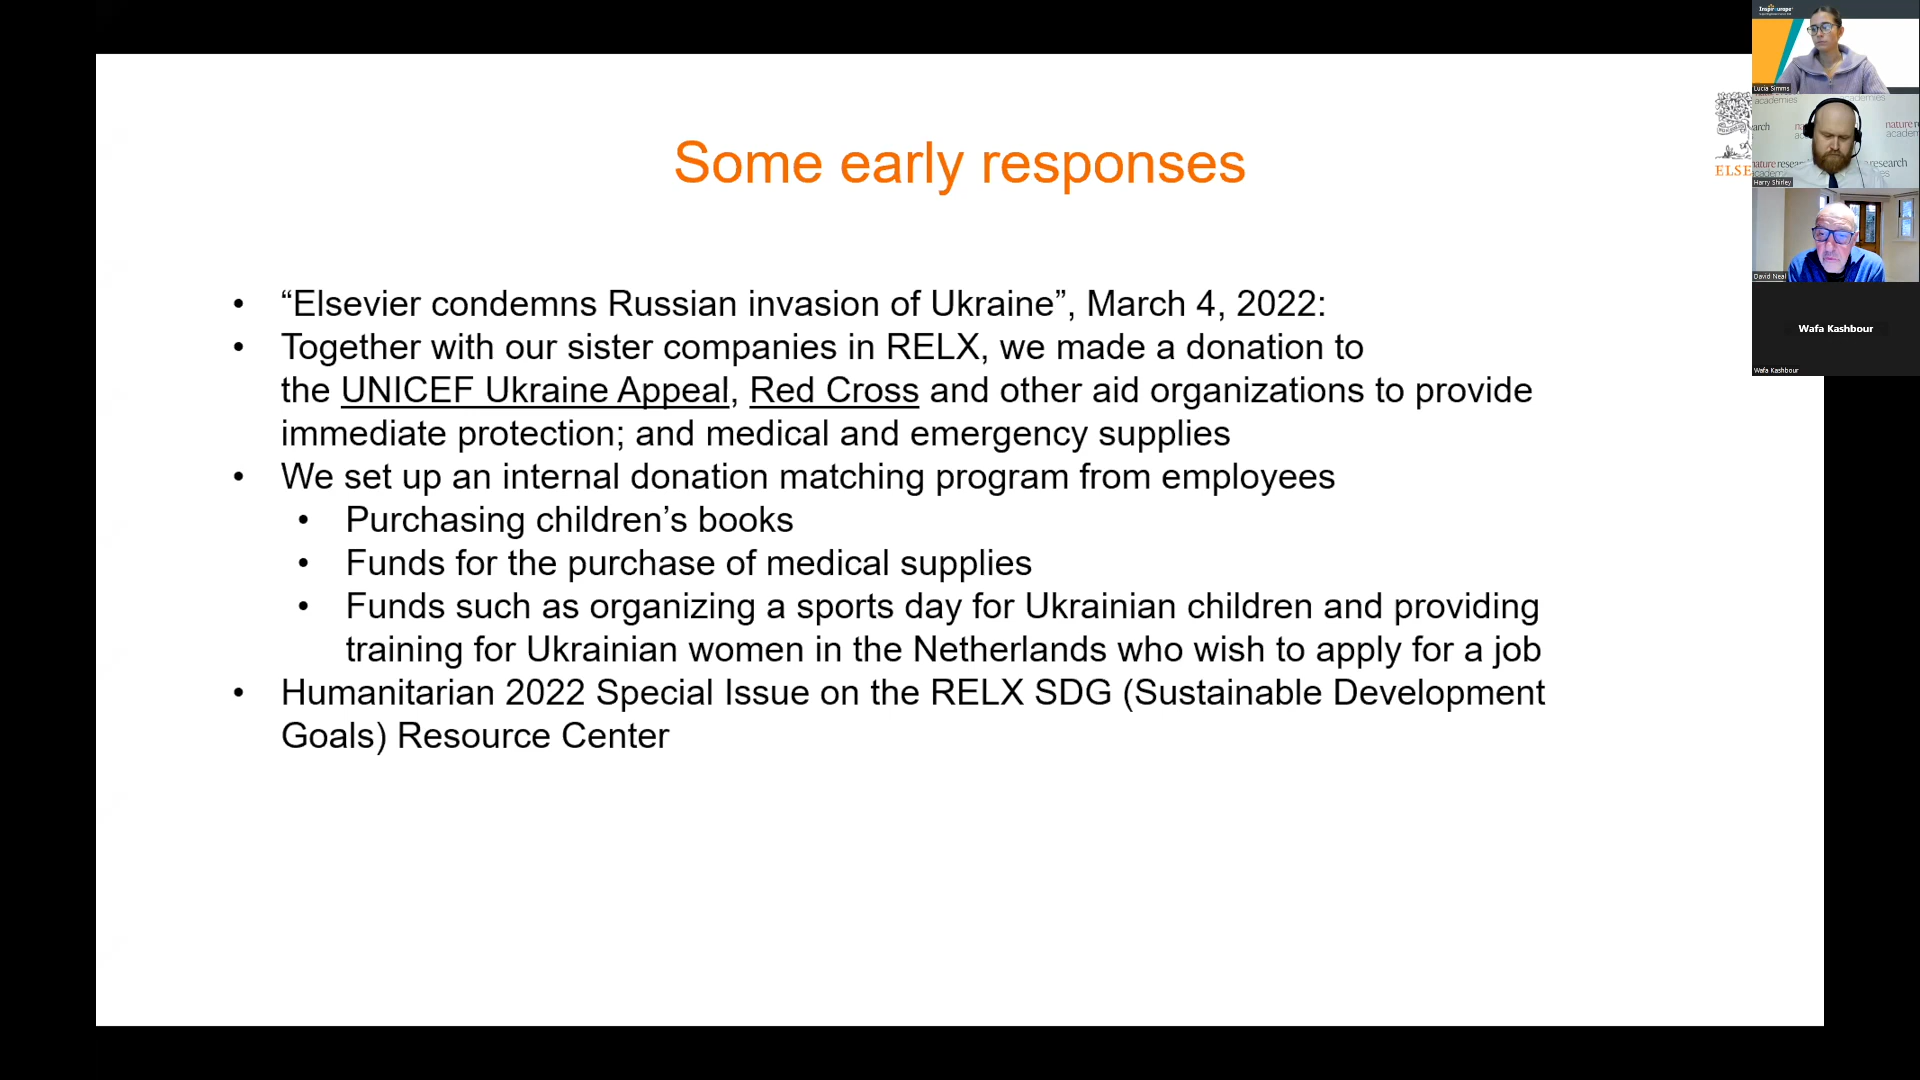 Some early responses
ELSE
• “Elsevier condemns Russian invasion of Ukraine”, March 4, 2022:
• Together with our sister companies in RELX, we made a donation to
the UNICEF Ukraine Appeal, Red Cross and other aid organizations to provide
immediate protection; and medical and emergency supplies
• We set up an internal donation matching program from employees
• Purchasing children’s books
• Funds for the purchase of medical supplies
• Funds such as organizing a sports day for Ukrainian children and providing
training for Ukrainian women in the Netherlands who wish to apply for a job
• Humanitarian 2022 Special Issue on the RELX SDG (Sustainable Development
Goals) Resource Center
Lucia Simms
academies
arch
nature
research
Harry Shirley
David Neal
Wafa Kashbour
Wafa Kashbour